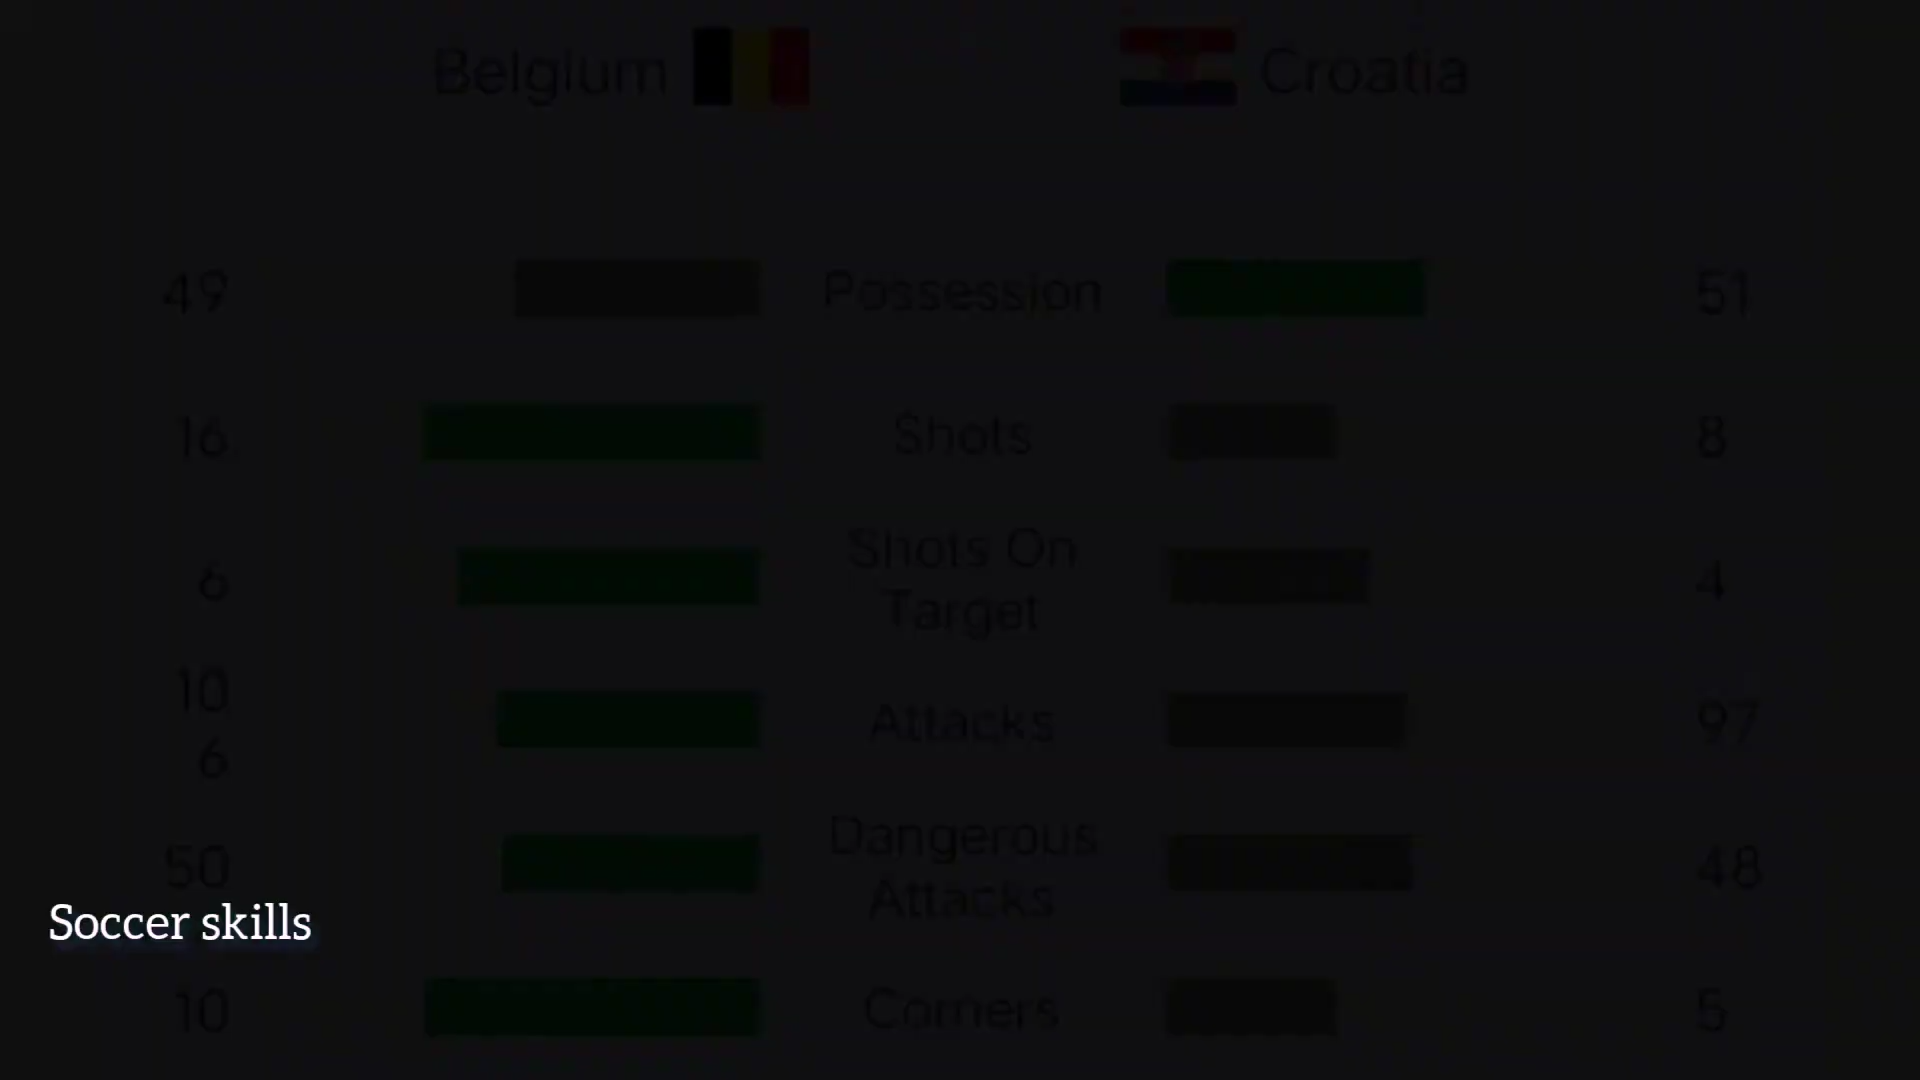 Belgium Croatia
49 Possession 51
16 Shots 8
Shots On
6 4
Target
10
Attacks 97
6
Dangerous
50 48
Attacks
Soccer skills
10 Corners 5